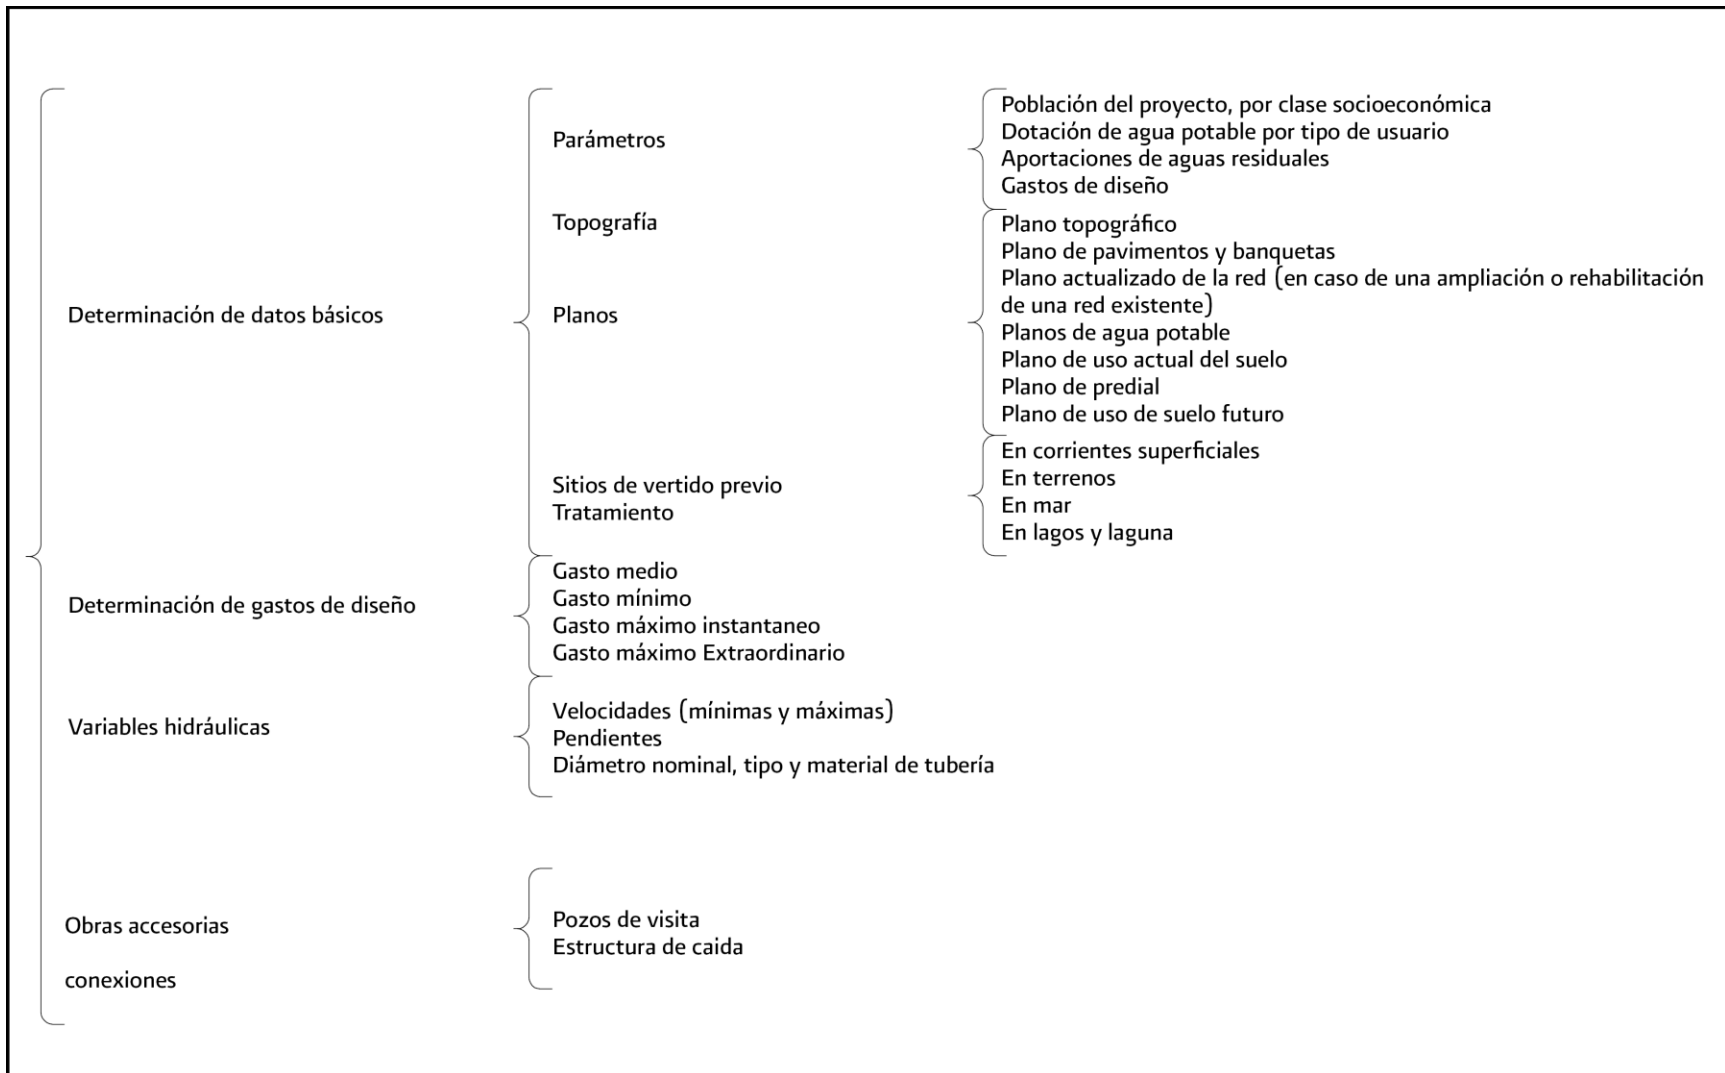 Determinación de datos básicos
Parámetros
Población del proyecto, por clase socioeconómica
Dotación de agua potable por tipo de usuario
Aportaciones de aguas residuales
Gastos de diseño
Topografía
Planos
Plano topográfico
Plano de pavimentos y banquetas
Plano actualizado de la red (en caso de una ampliación o rehabilitación
de una red existente)
Planos de agua potable
Plano de uso actual del suelo
Plano de predial
Plano de uso de suelo futuro
Sitios de vertido previo
Tratamiento
En corrientes superficiales
En terrenos
En mar
En lagos y laguna
Determinación de gastos de diseño
Gasto medio
Gasto mínimo
Gasto máximo instantaneo
Gasto máximo Extraordinario
Variables hidráulicas
Velocidades (mínimas y máximas)
Pendientes
Diámetro nominal, tipo y material de tubería
Obras accesorias
Pozos de visita
Estructura de caida
conexiones